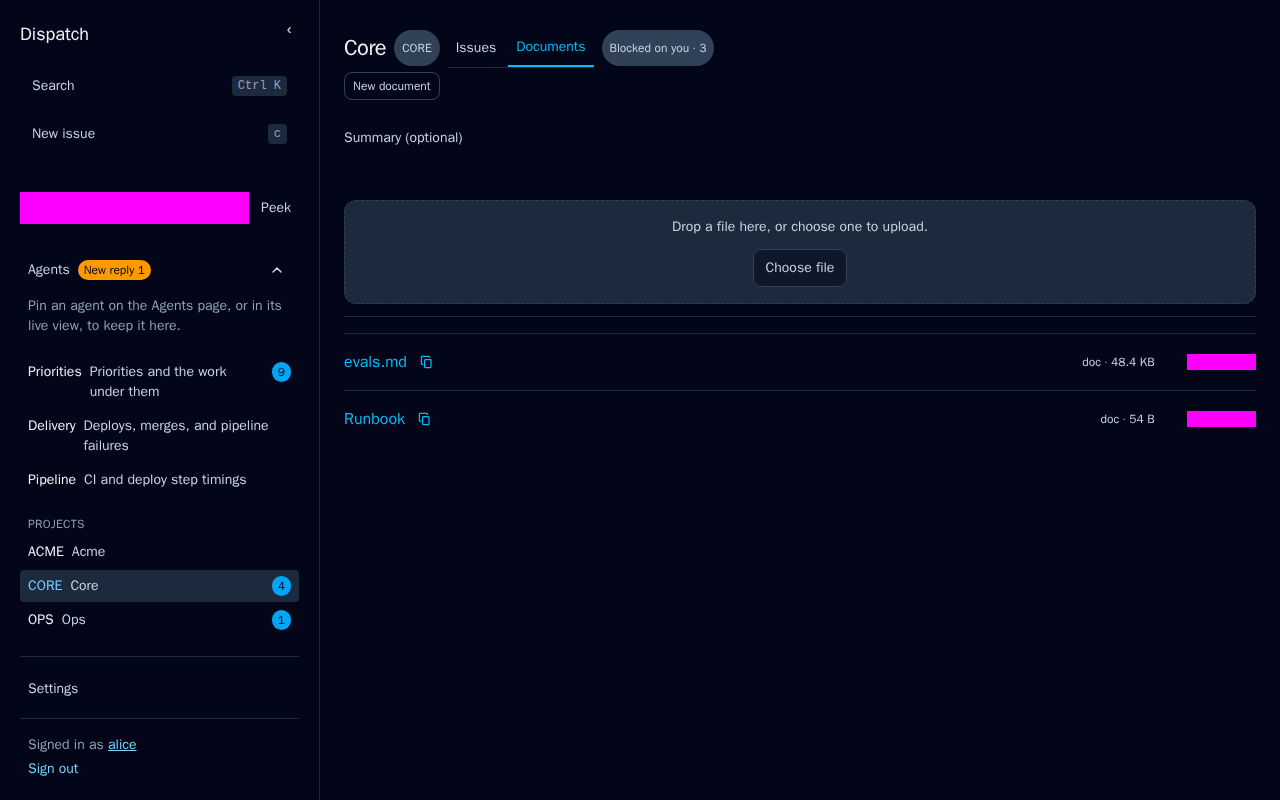 Dispatch
‹
Search Ctrl K
New issue C
Peek
Agents New reply 1
Pin an agent on the Agents page, or in its
live view, to keep it here.
Priorities Priorities and the work
under them
9
Delivery Deploys, merges, and pipeline
failures
Pipeline CI and deploy step timings
PROJECTS
ACME Acme
CORE Core 4
OPS Ops 1
Settings
Signed in as alice
Sign out
Core CORE Issues Documents Blocked on you · 3
New document
Summary (optional)
Drop a file here, or choose one to upload.
Choose file
evals.md doc · 48.4 KB
Runbook doc · 54 B